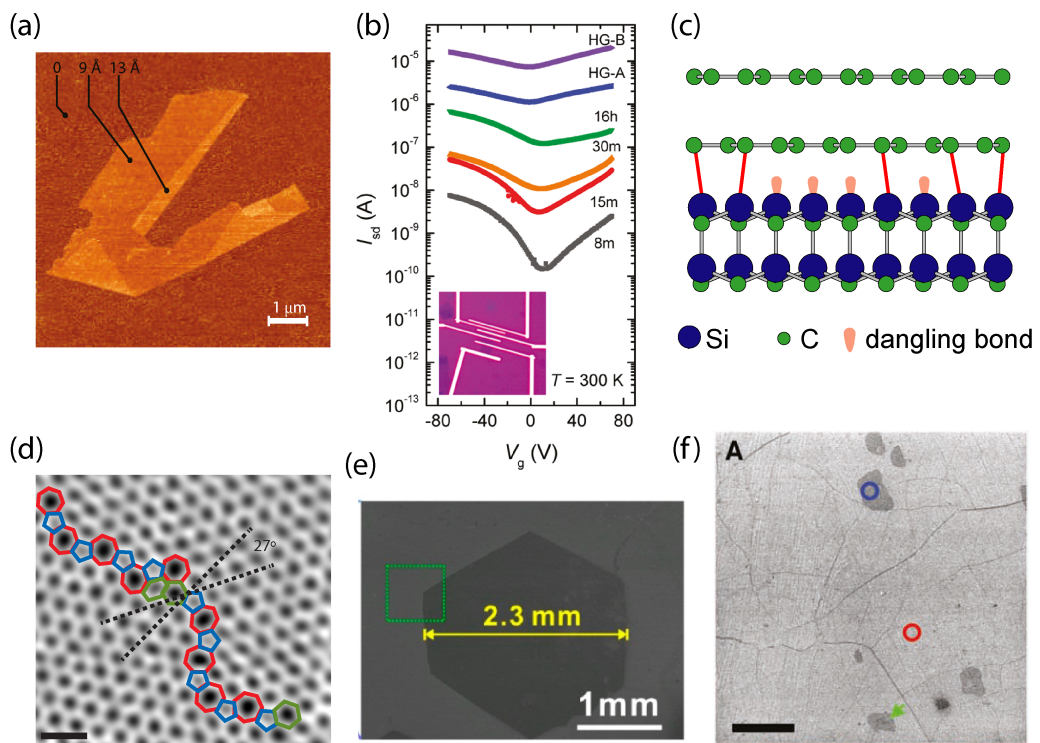 (a)
0 9 Å 13 Å
1 μm
(b)
10⁻⁵
10⁻⁶
10⁻⁷
10⁻⁸
10⁻⁹
10⁻¹⁰
10⁻¹¹
10⁻¹²
10⁻¹³
I_sd (A)
HG-B
HG-A
16h
30m
15m
8m
T = 300 K
-80 -40 0 40 80
V_g (V)
(c)
Si C dangling bond
(d)
27°
(e)
2.3 mm
1mm
(f)
A